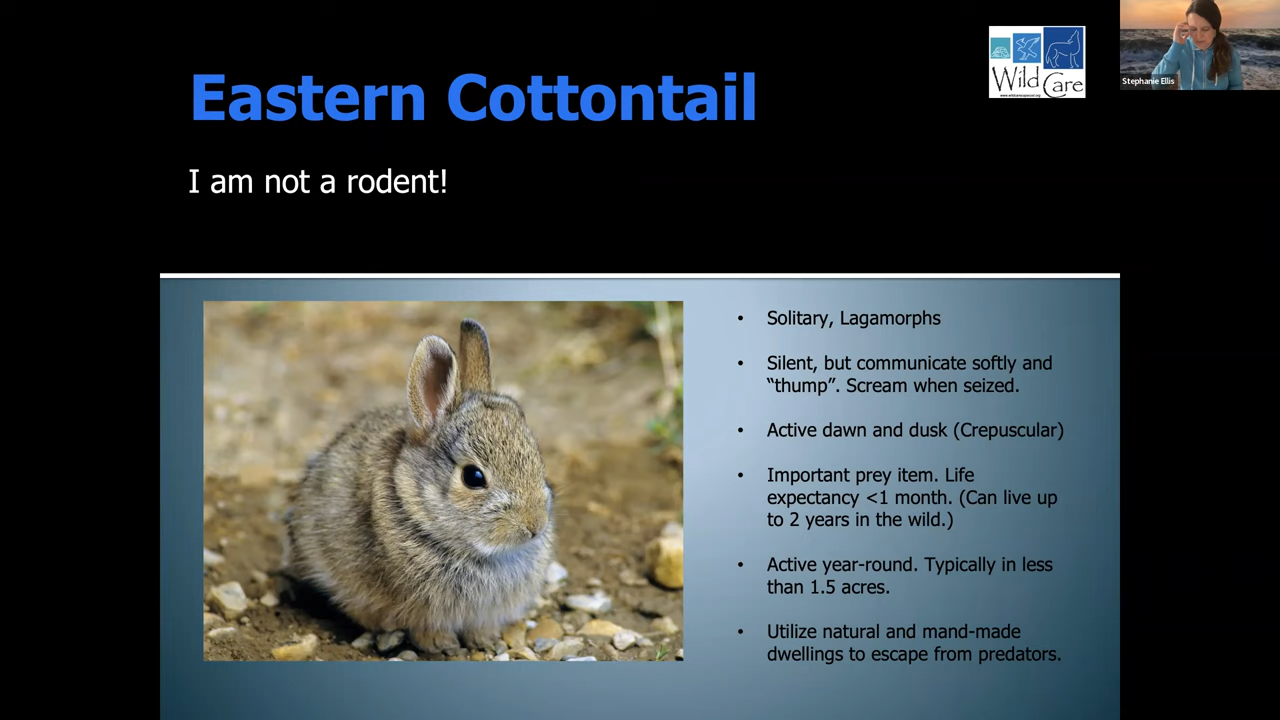 Eastern Cottontail
I am not a rodent!
Wild Care
Stephanie Ellis
• Solitary, Lagamorphs
• Silent, but communicate softly and
“thump”. Scream when seized.
• Active dawn and dusk (Crepuscular)
• Important prey item. Life
expectancy <1 month. (Can live up
to 2 years in the wild.)
• Active year-round. Typically in less
than 1.5 acres.
• Utilize natural and mand-made
dwellings to escape from predators.